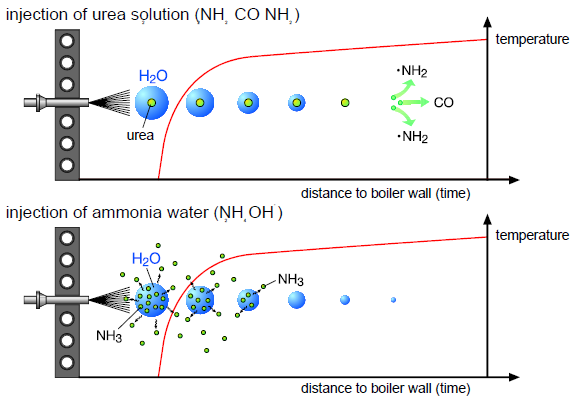 injection of urea solution (NH₂ CO NH₂)
temperature
H₂O
•NH2
CO
urea
•NH2
distance to boiler wall (time)
injection of ammonia water (NH₄OH)
temperature
H₂O
NH3
NH3
distance to boiler wall (time)